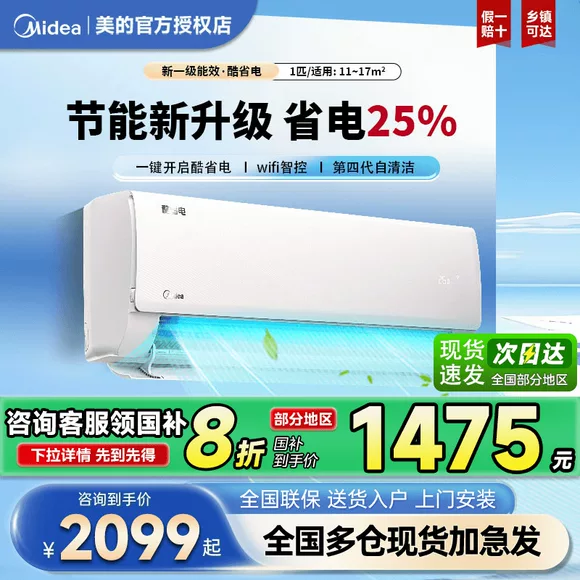 Midea 美的官方授权店
假一赔十
乡镇可达
新一级能效·酷省电
1匹/适用: 11~17m²
节能新升级 省电25%
一键开启酷省电 wifi智控 第四代自清洁
酷省电
Midea
现货速发 次日达
全国部分地区
咨询客服领国补 8折
下拉详情 先到先得
部分地区 国补到手价 1475元
咨询到手价
¥2099起
全国联保 送货入户 上门安装
全国多仓现货加急发